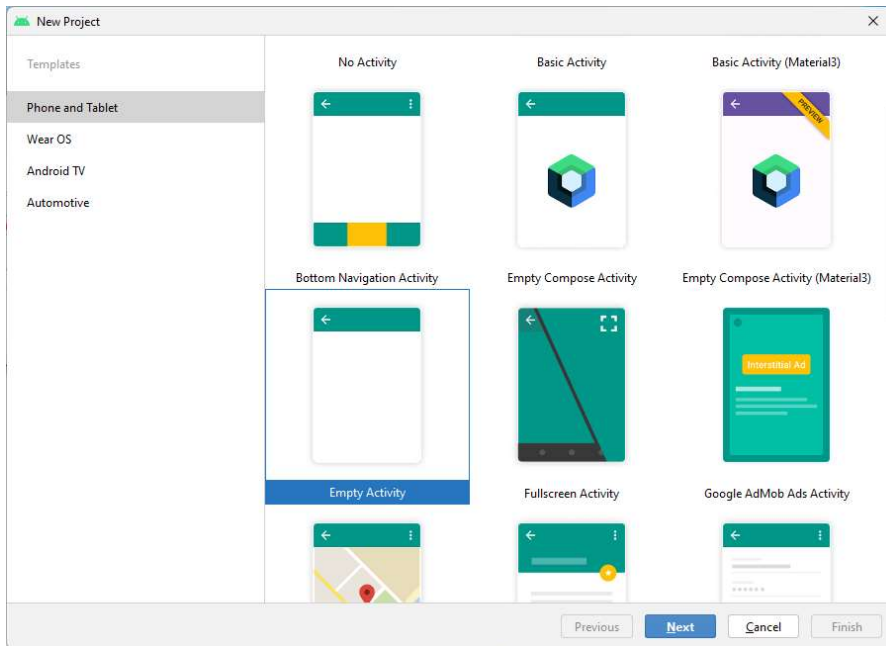 New Project
Templates
Phone and Tablet
Wear OS
Android TV
Automotive
No Activity
Basic Activity
Basic Activity (Material3)
PREVIEW
Bottom Navigation Activity
Empty Compose Activity
Empty Compose Activity (Material3)
Interstitial Ad
Empty Activity
Fullscreen Activity
Google AdMob Ads Activity
Previous
Next
Cancel
Finish